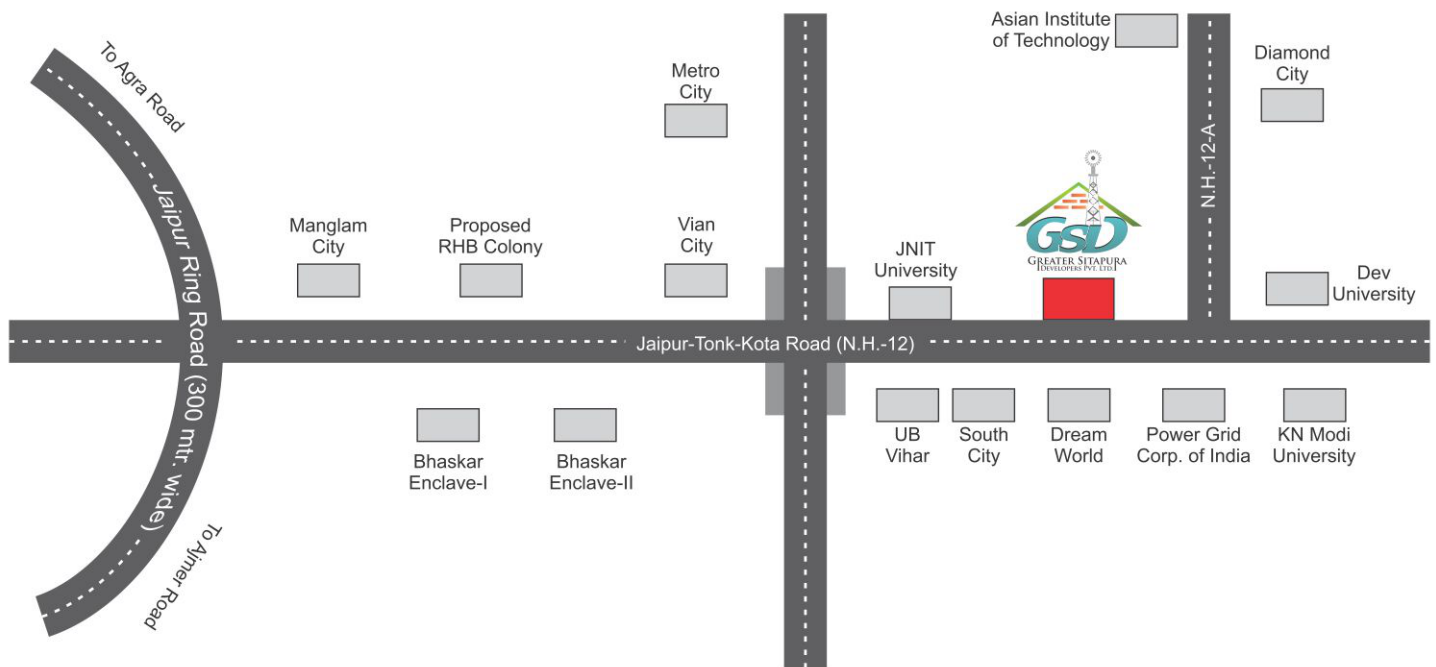 Asian Institute
of Technology
To Agra Road
Diamond
City
Metro
City
N.H.-12-A
Jaipur Ring Road (300 mtr. wide)
Manglam
City
Proposed
RHB Colony
Vian
City
JNIT
University
GSD
GREATER SITAPURA
DEVELOPERS PVT. LTD.
Dev
University
Jaipur-Tonk-Kota Road (N.H.-12)
UB
Vihar
South
City
Dream
World
Power Grid
Corp. of India
KN Modi
University
Bhaskar
Enclave-I
Bhaskar
Enclave-II
To Ajmer Road